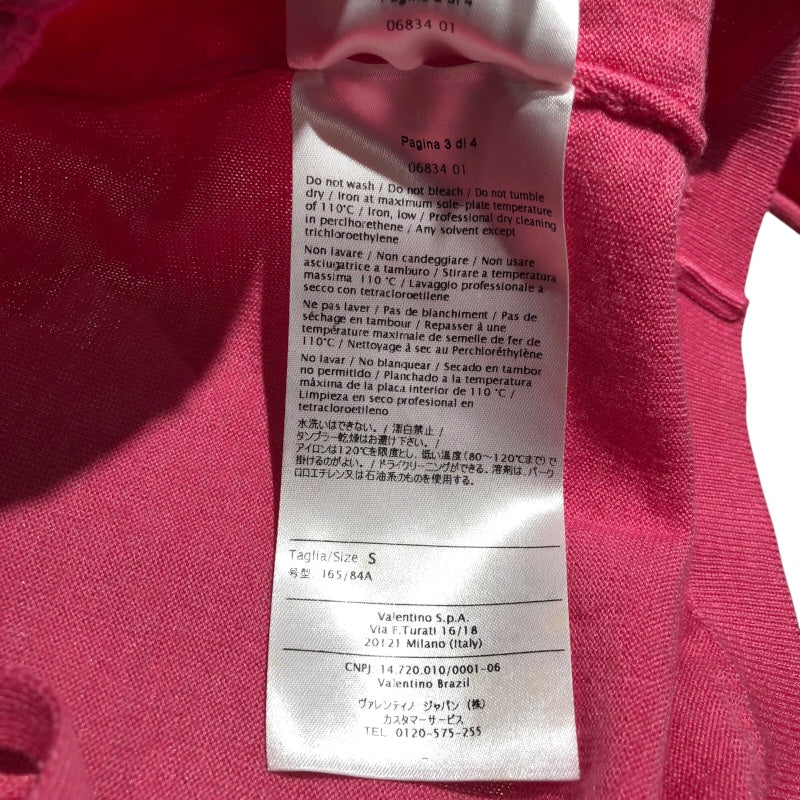 Pagina 3 di 4
06834 01
Pagina 3 di 4
06834 01
Do not wash / Do not bleach / Do not tumble
dry / Iron at maximum sole-plate temperature
of 110°C / Iron, low / Professional dry cleaning
in perclhorethene / Any solvent except
trichloroethylene
Non lavare / Non candeggiare / Non usare
asciugatrice a tamburo / Stirare a temperatura
massima 110 °C / Lavaggio professionale a
secco con tetracloroetilene
Ne pas laver / Pas de blanchiment / Pas de
séchage en tambour / Repasser à une
température maximale de semelle de fer de
110°C / Nettoyage à sec au Perchloréthylène
No lavar / No blanquear / Secado en tambor
no permitido / Planchado a la temperatura
máxima de la placa interior de 110 °C /
Limpieza en seco profesional en
tetracloroetileno
水洗いはできない。/ 漂白禁止 /
タンブラー乾燥はお避け下さい。/
アイロンは120℃を限度とし、低い温度(80〜120℃まで)で
掛けるのがよい。/ ドライクリーニングができる。溶剤は、パーク
ロロエチレン又は石油系のものを使用する。
Taglia/Size S
号型 165/84A
Valentino S.p.A.
Via F.Turati 16/18
20121 Milano (Italy)
CNPJ: 14.720.010/0001-06
Valentino Brazil
ヴァレンティノ ジャパン (株)
カスタマーサービス
TEL 0120-575-255